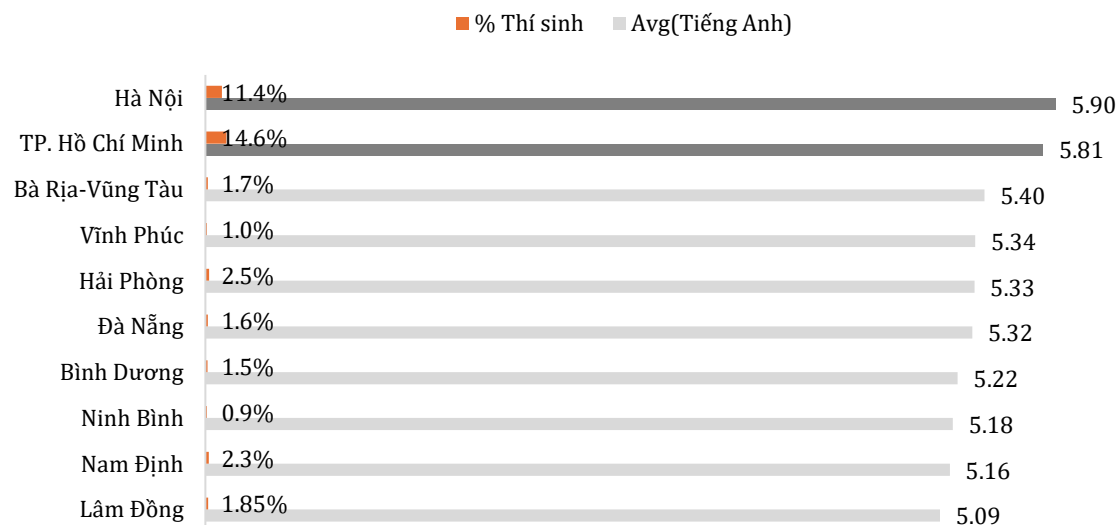 % Thí sinh Avg(Tiếng Anh)
Hà Nội 11.4% 5.90
TP. Hồ Chí Minh 14.6% 5.81
Bà Rịa-Vũng Tàu 1.7% 5.40
Vĩnh Phúc 1.0% 5.34
Hải Phòng 2.5% 5.33
Đà Nẵng 1.6% 5.32
Bình Dương 1.5% 5.22
Ninh Bình 0.9% 5.18
Nam Định 2.3% 5.16
Lâm Đồng 1.85% 5.09